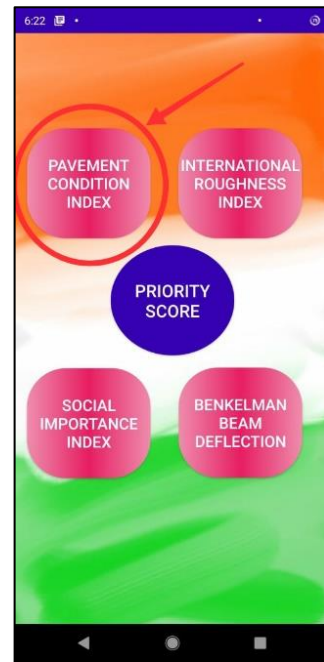 6:22
PAVEMENT
CONDITION
INDEX
INTERNATIONAL
ROUGHNESS
INDEX
PRIORITY
SCORE
SOCIAL
IMPORTANCE
INDEX
BENKELMAN
BEAM
DEFLECTION